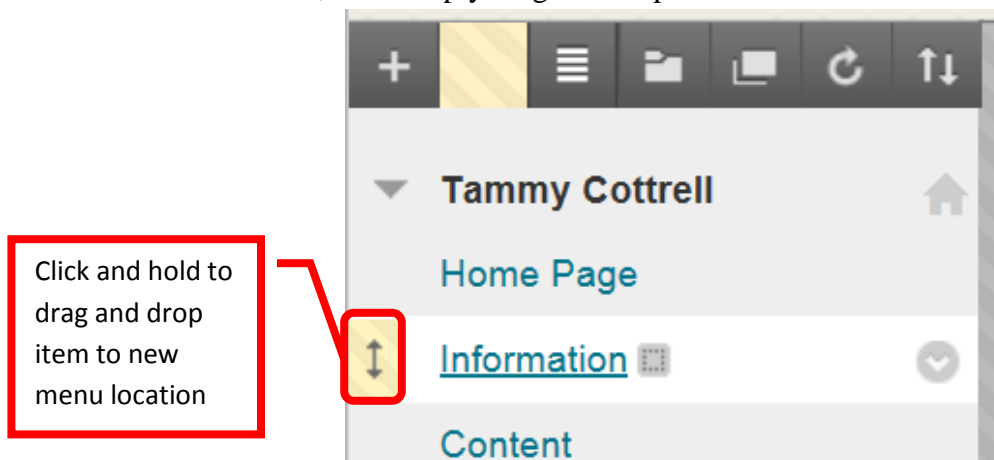 Tammy Cottrell
Home Page
Click and hold to
drag and drop
item to new
menu location
Information
Content